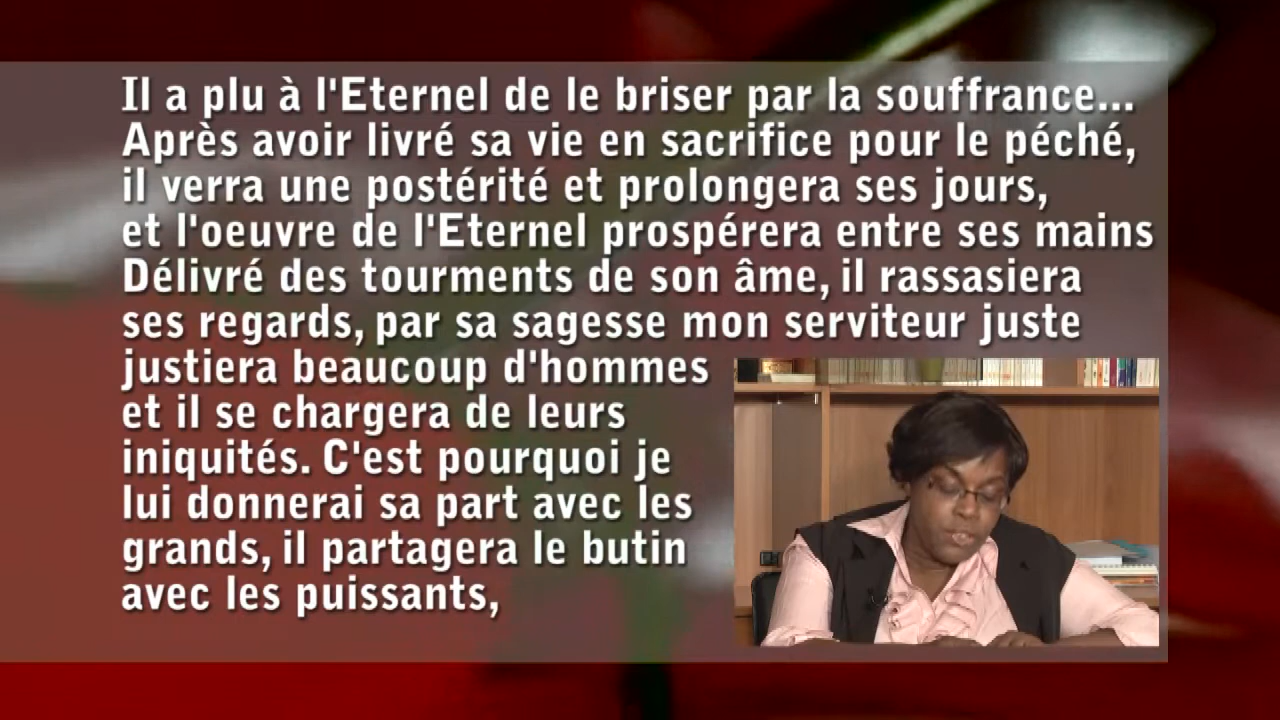 Il a plu à l'Eternel de le briser par la souffrance...
Après avoir livré sa vie en sacrifice pour le péché,
il verra une postérité et prolongera ses jours,
et l'oeuvre de l'Eternel prospérera entre ses mains
Délivré des tourments de son âme, il rassasiera
ses regards, par sa sagesse mon serviteur juste
justiera beaucoup d'hommes
et il se chargera de leurs
iniquités. C'est pourquoi je
lui donnerai sa part avec les
grands, il partagera le butin
avec les puissants,